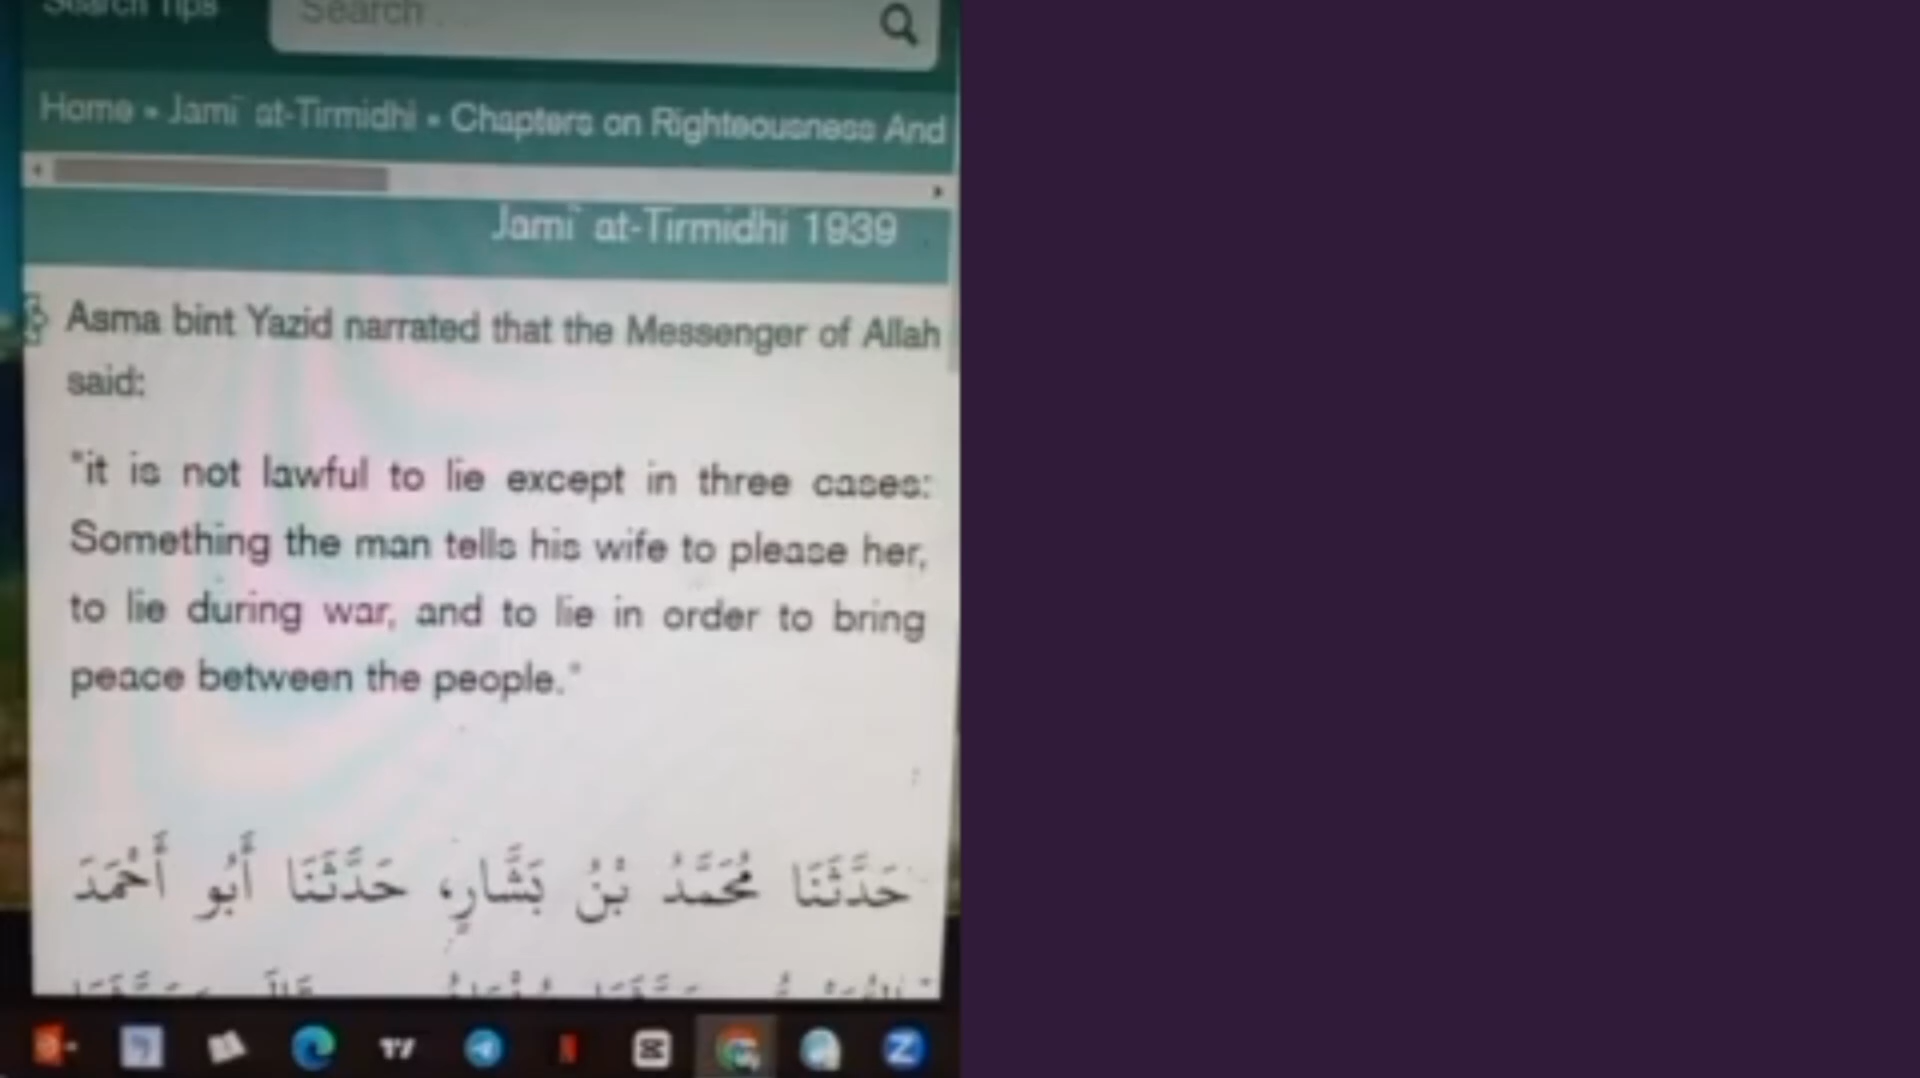 Search Tips
Search
Home » Jami` at-Tirmidhi » Chapters on Righteousness And
Jami` at-Tirmidhi 1939
Asma bint Yazid narrated that the Messenger of Allah
said:
"it is not lawful to lie except in three cases:
Something the man tells his wife to please her,
to lie during war, and to lie in order to bring
peace between the people."
حَدَّثَنَا مُحَمَّدُ بْنُ بَشَّارٍ، حَدَّثَنَا أَبُو أَحْمَدَ